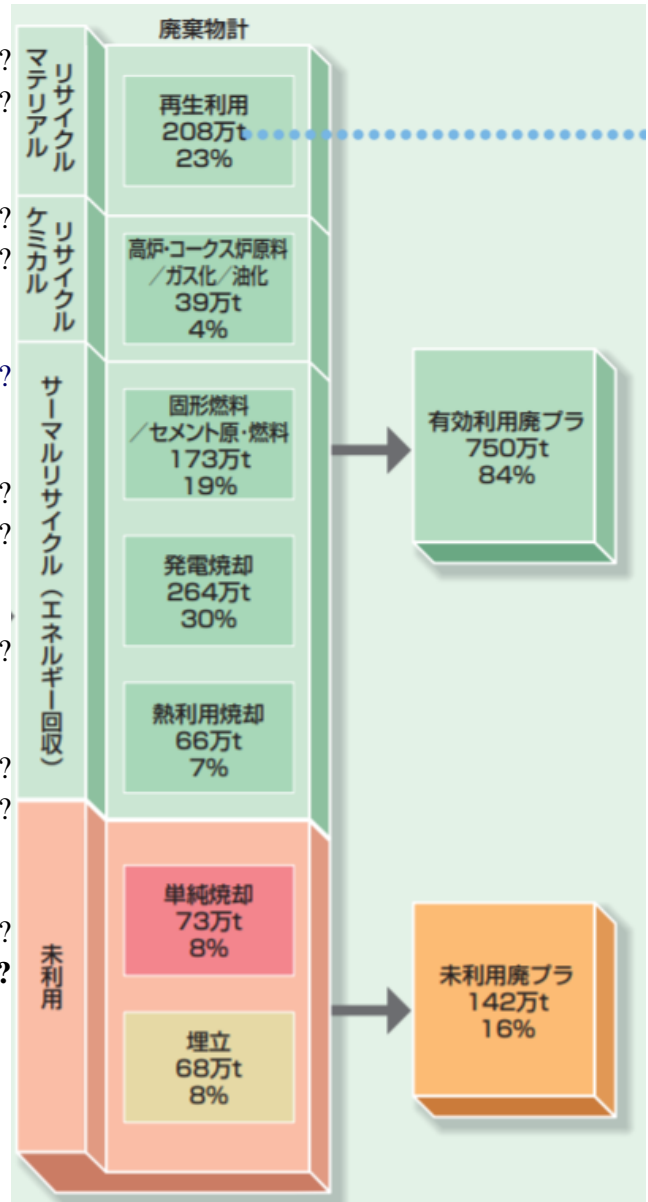 廃棄物計
マテリアル
リサイクル
再生利用
208万t
23%
ケミカル
リサイクル
高炉・コークス炉原料
/ガス化/油化
39万t
4%
サーマルリサイクル(エネルギー回収)
固形燃料
/セメント原・燃料
173万t
19%
発電焼却
264万t
30%
熱利用焼却
66万t
7%
有効利用廃プラ
750万t
84%
未利用
単純焼却
73万t
8%
埋立
68万t
8%
未利用廃プラ
142万t
16%
?
?
?
?
?
?
?
?
?
?
?
?